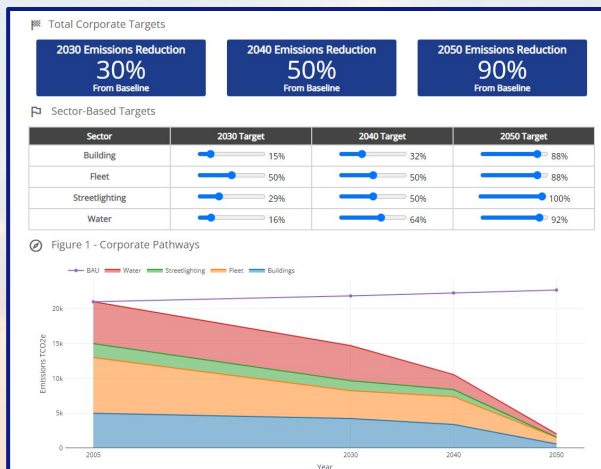 Total Corporate Targets
2030 Emissions Reduction
30%
From Baseline
2040 Emissions Reduction
50%
From Baseline
2050 Emissions Reduction
90%
From Baseline
Sector-Based Targets
Sector 2030 Target 2040 Target 2050 Target
Building 15% 32% 88%
Fleet 50% 50% 88%
Streetlighting 29% 50% 100%
Water 16% 64% 92%
Figure 1 - Corporate Pathways
BAU Water Streetlighting Fleet Buildings
Emissions TCO2e
20k
15k
10k
5k
0
2005 2030 2040 2050
Year